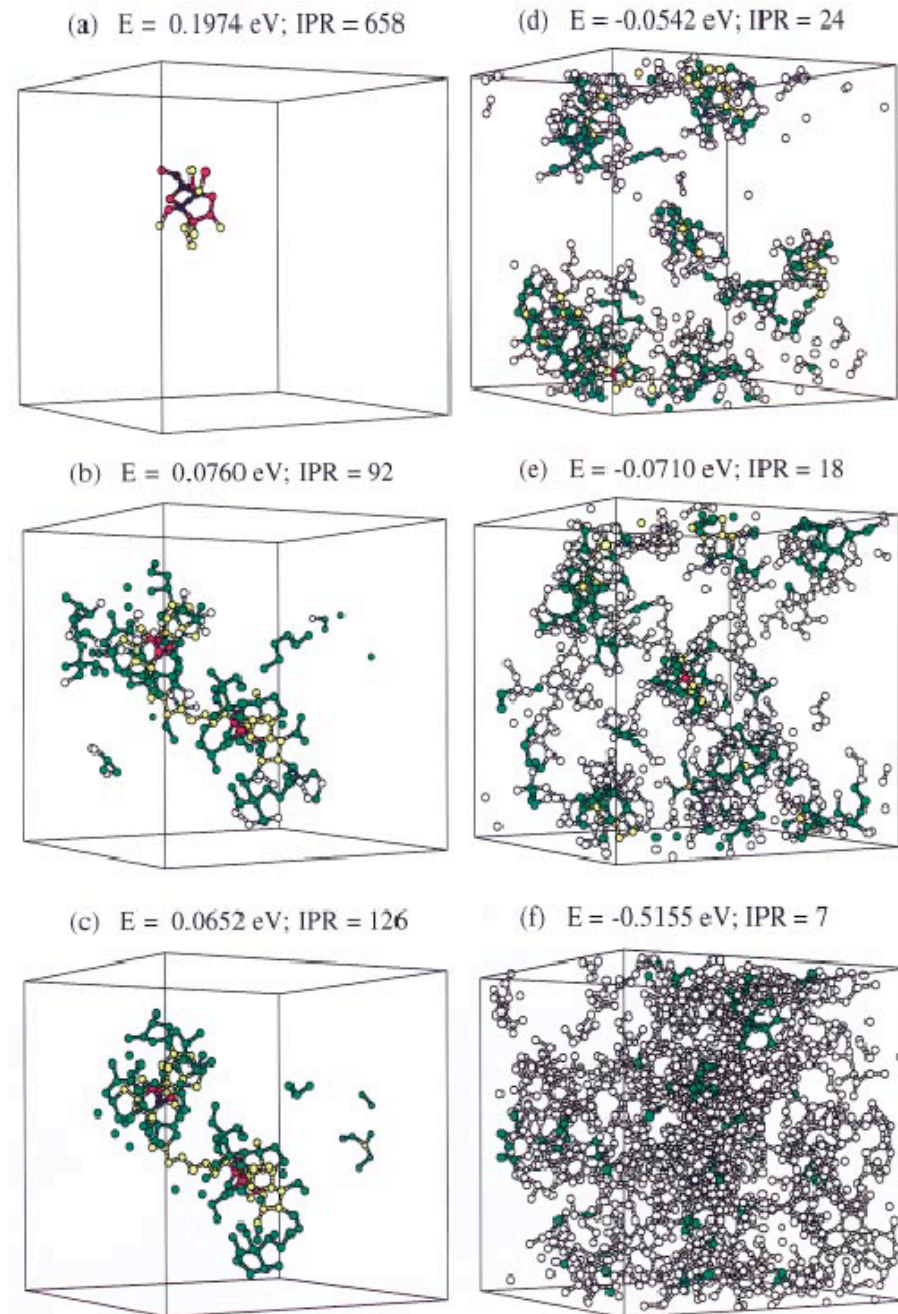 (a) E = 0.1974 eV; IPR = 658
(d) E = -0.0542 eV; IPR = 24
(b) E = 0.0760 eV; IPR = 92
(e) E = -0.0710 eV; IPR = 18
(c) E = 0.0652 eV; IPR = 126
(f) E = -0.5155 eV; IPR = 7